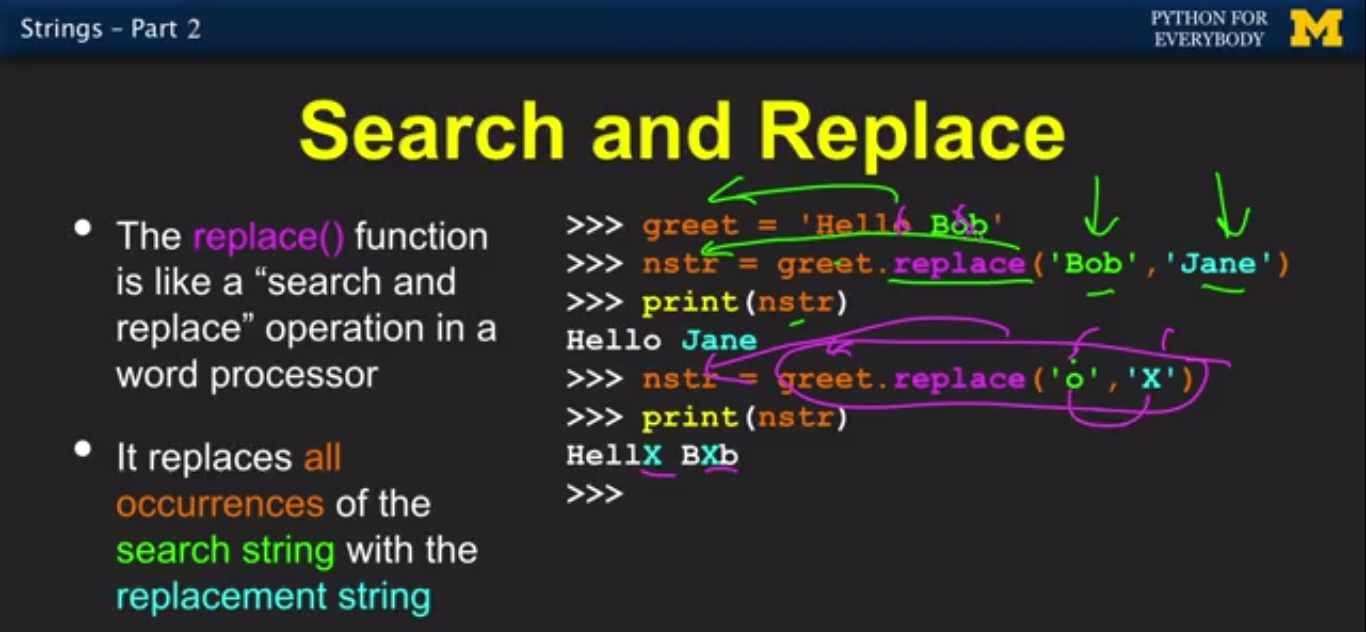 Strings – Part 2
PYTHON FOR
EVERYBODY
M
Search and Replace
• The replace() function
is like a “search and
replace” operation in a
word processor
• It replaces all
occurrences of the
search string with the
replacement string
>>> greet = 'Hello Bob'
>>> nstr = greet.replace('Bob','Jane')
>>> print(nstr)
Hello Jane
>>> nstr = greet.replace('o','X')
>>> print(nstr)
HellX BXb
>>>